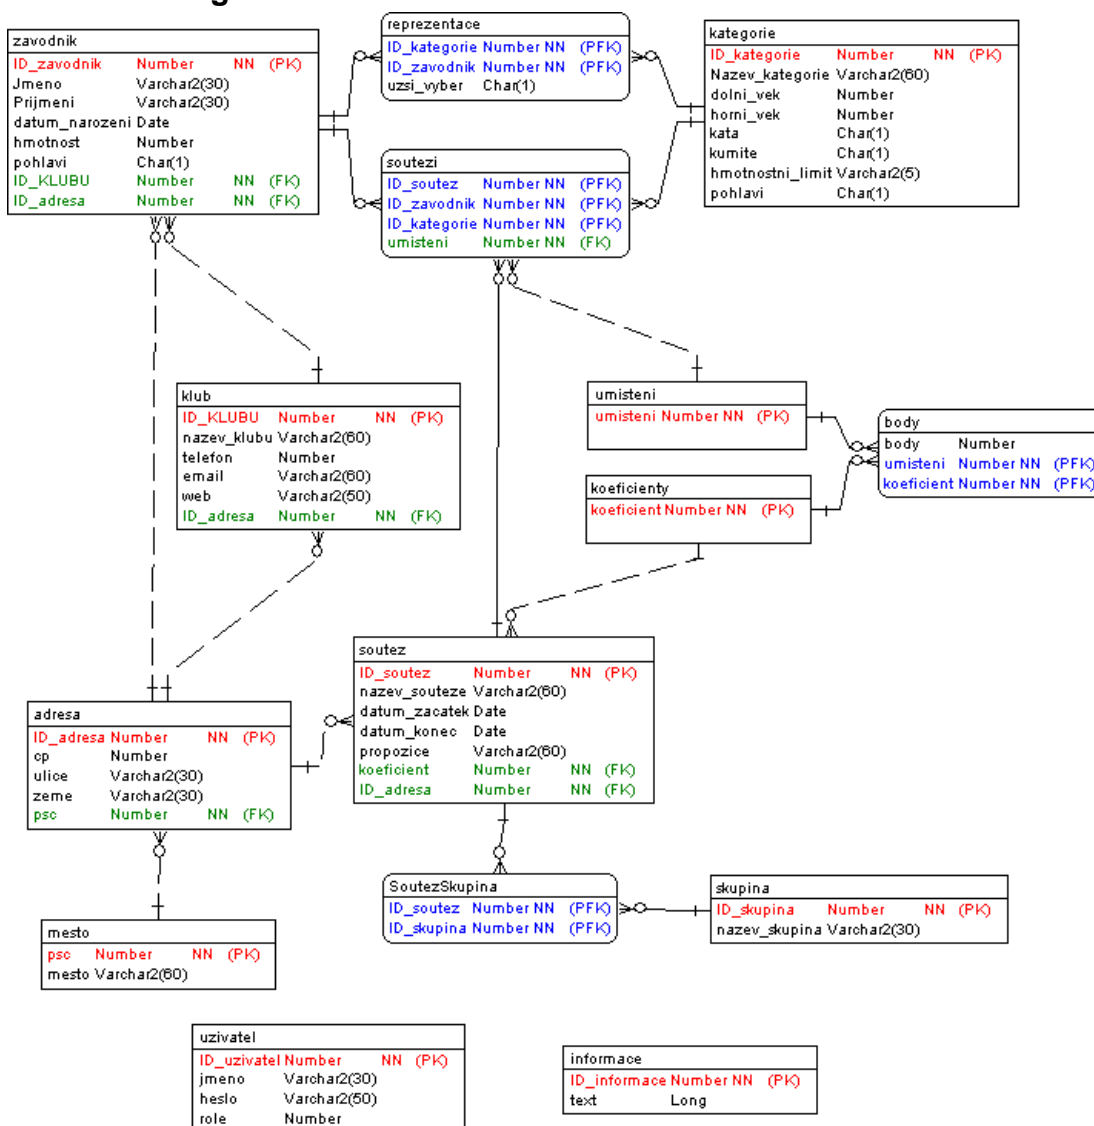 zavodnik
ID_zavodnik Number NN (PK)
Jmeno Varchar2(30)
Prijmeni Varchar2(30)
datum_narozeni Date
hmotnost Number
pohlavi Char(1)
ID_KLUBU Number NN (FK)
ID_adresa Number NN (FK)
reprezentace
ID_kategorie Number NN (PFK)
ID_zavodnik Number NN (PFK)
uzsi_vyber Char(1)
kategorie
ID_kategorie Number NN (PK)
Nazev_kategorie Varchar2(60)
dolni_vek Number
horni_vek Number
kata Char(1)
kumite Char(1)
hmotnostni_limit Varchar2(5)
pohlavi Char(1)
soutezi
ID_soutez Number NN (PFK)
ID_zavodnik Number NN (PFK)
ID_kategorie Number NN (PFK)
umisteni Number NN (FK)
klub
ID_KLUBU Number NN (PK)
nazev_klubu Varchar2(60)
telefon Number
email Varchar2(60)
web Varchar2(50)
ID_adresa Number NN (FK)
umisteni
umisteni Number NN (PK)
body
body Number
umisteni Number NN (PFK)
koeficient Number NN (PFK)
koeficienty
koeficient Number NN (PK)
soutez
ID_soutez Number NN (PK)
nazev_souteze Varchar2(60)
datum_zacatek Date
datum_konec Date
propozice Varchar2(60)
koeficient Number NN (FK)
ID_adresa Number NN (FK)
adresa
ID_adresa Number NN (PK)
cp Number
ulice Varchar2(30)
zeme Varchar2(30)
psc Number NN (FK)
SoutezSkupina
ID_soutez Number NN (PFK)
ID_skupina Number NN (PFK)
skupina
ID_skupina Number NN (PK)
nazev_skupina Varchar2(30)
mesto
psc Number NN (PK)
mesto Varchar2(60)
uzivatel
ID_uzivatel Number NN (PK)
jmeno Varchar2(30)
heslo Varchar2(50)
role Number
informace
ID_informace Number NN (PK)
text Long